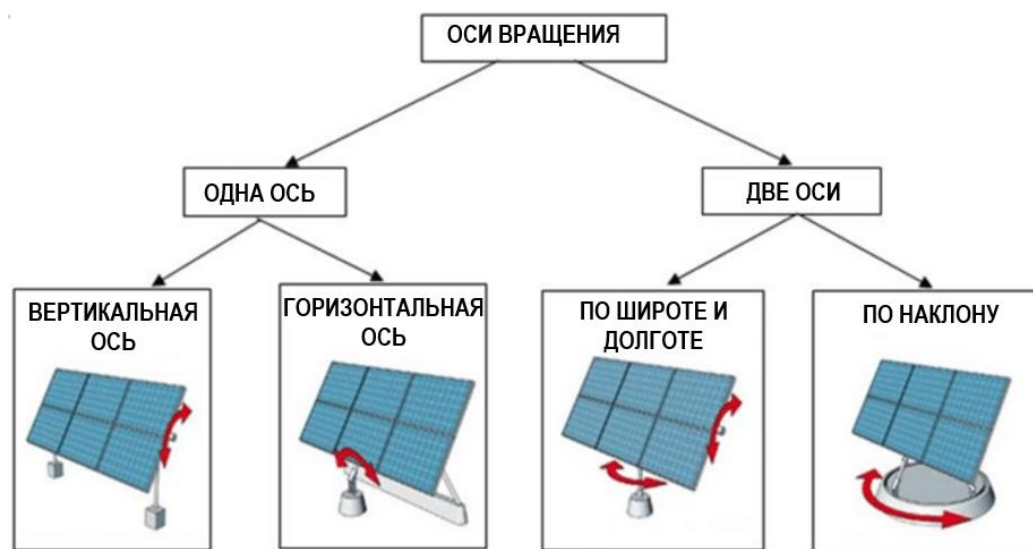 ОСИ ВРАЩЕНИЯ
ОДНА ОСЬ
ДВЕ ОСИ
ВЕРТИКАЛЬНАЯ
ОСЬ
ГОРИЗОНТАЛЬНАЯ
ОСЬ
ПО ШИРОТЕ И
ДОЛГОТЕ
ПО НАКЛОНУ